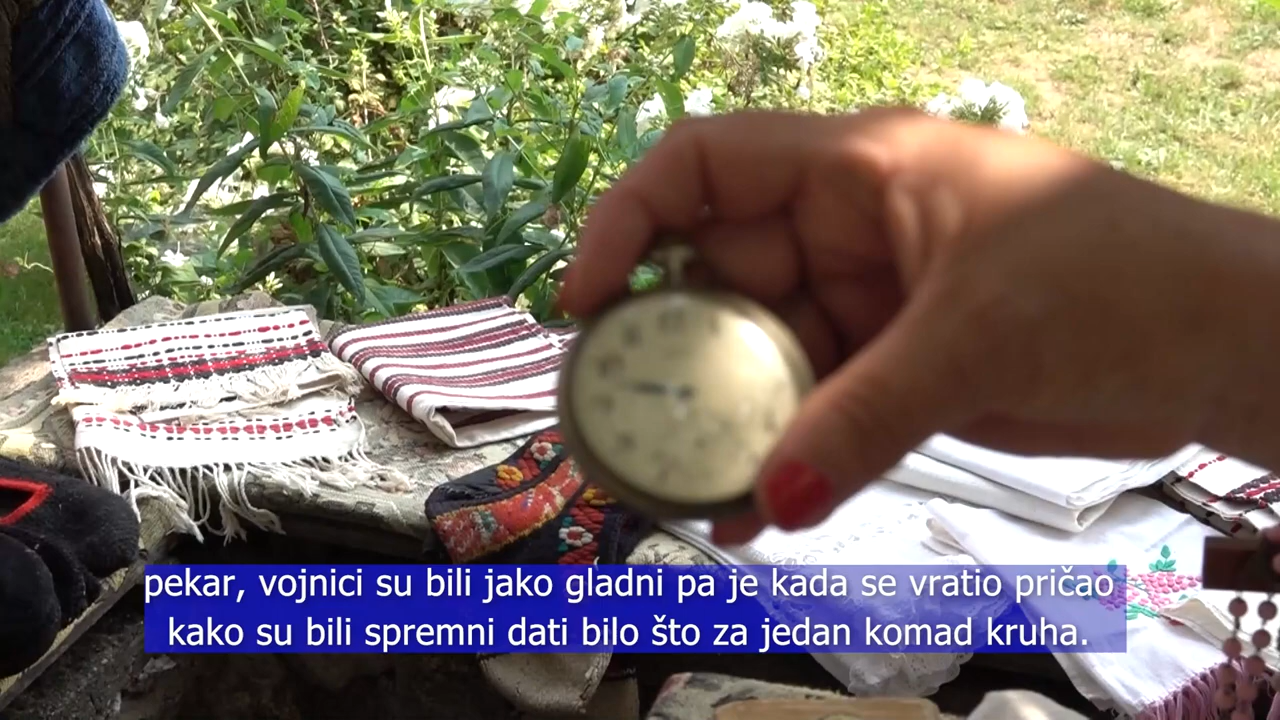 pekar, vojnici su bili jako gladni pa je kada se vratio pričao
kako su bili spremni dati bilo što za jedan komad kruha.